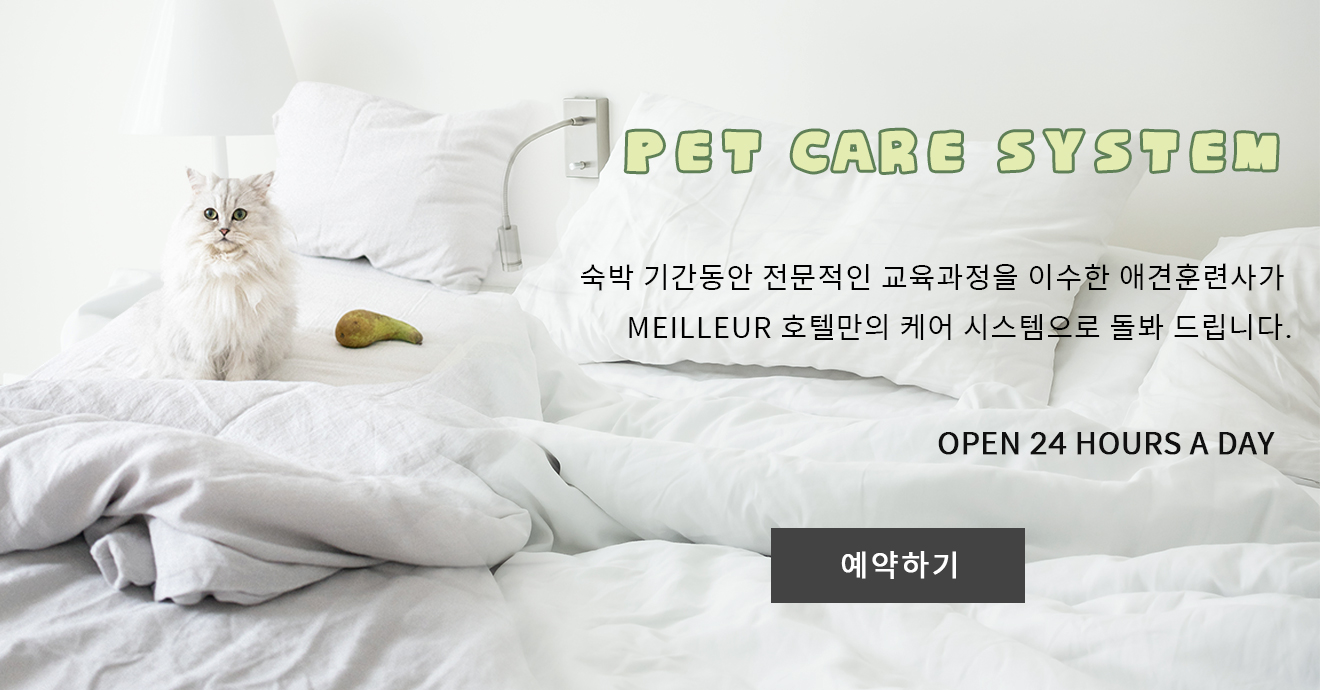 PET CARE SYSTEM
숙박 기간동안 전문적인 교육과정을 이수한 애견훈련사가
MEILLEUR 호텔만의 케어 시스템으로 돌봐 드립니다.
OPEN 24 HOURS A DAY
예약하기